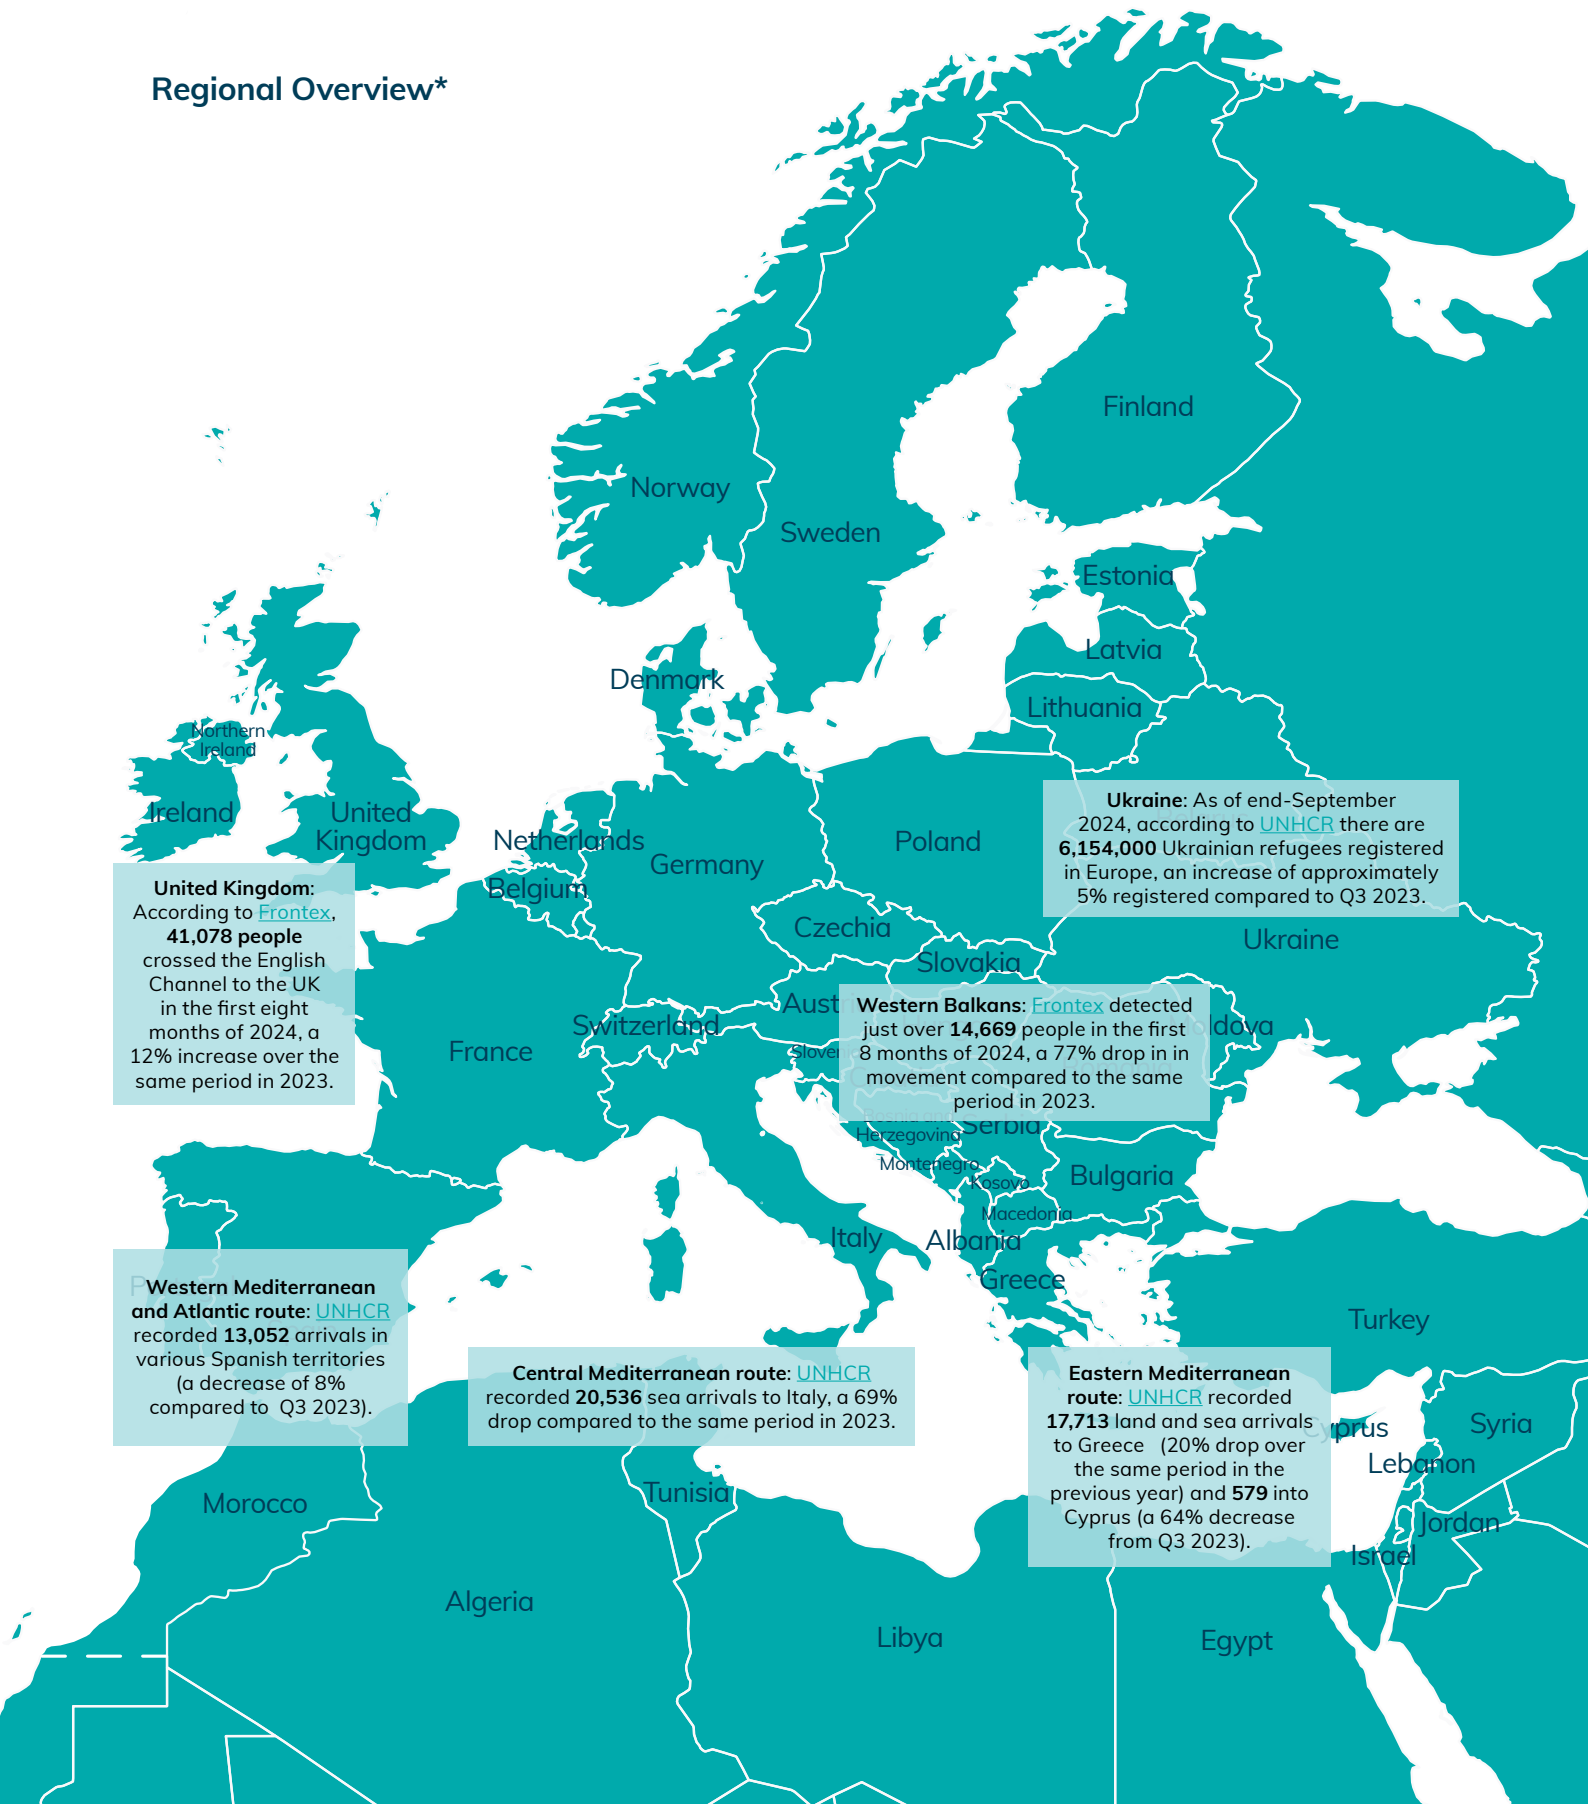 Regional Overview*
Finland
Norway
Sweden
Estonia
Latvia
Denmark
Lithuania
Northern
Ireland
Ireland
United
Kingdom
Netherlands
Germany
Poland
Belgium
Ukraine: As of end-September
2024, according to UNHCR there are
6,154,000 Ukrainian refugees registered
in Europe, an increase of approximately
5% registered compared to Q3 2023.
United Kingdom:
According to Frontex,
41,078 people
crossed the English
Channel to the UK
in the first eight
months of 2024, a
12% increase over the
same period in 2023.
Czechia
Ukraine
Slovakia
Western Balkans: Frontex detected
just over 14,669 people in the first
8 months of 2024, a 77% drop in in
movement compared to the same
period in 2023.
Switzerland
France
Bosnia and
Herzegovina
Serbia
Montenegro
Kosovo
Bulgaria
Macedonia
Italy
Albania
Greece
Turkey
Western Mediterranean
and Atlantic route: UNHCR
recorded 13,052 arrivals in
various Spanish territories
(a decrease of 8%
compared to Q3 2023).
Central Mediterranean route: UNHCR
recorded 20,536 sea arrivals to Italy, a 69%
drop compared to the same period in 2023.
Eastern Mediterranean
route: UNHCR recorded
17,713 land and sea arrivals
to Greece (20% drop over
the same period in the
previous year) and 579 into
Cyprus (a 64% decrease
from Q3 2023).
Cyprus
Syria
Lebanon
Jordan
Israel
Morocco
Tunisia
Algeria
Libya
Egypt